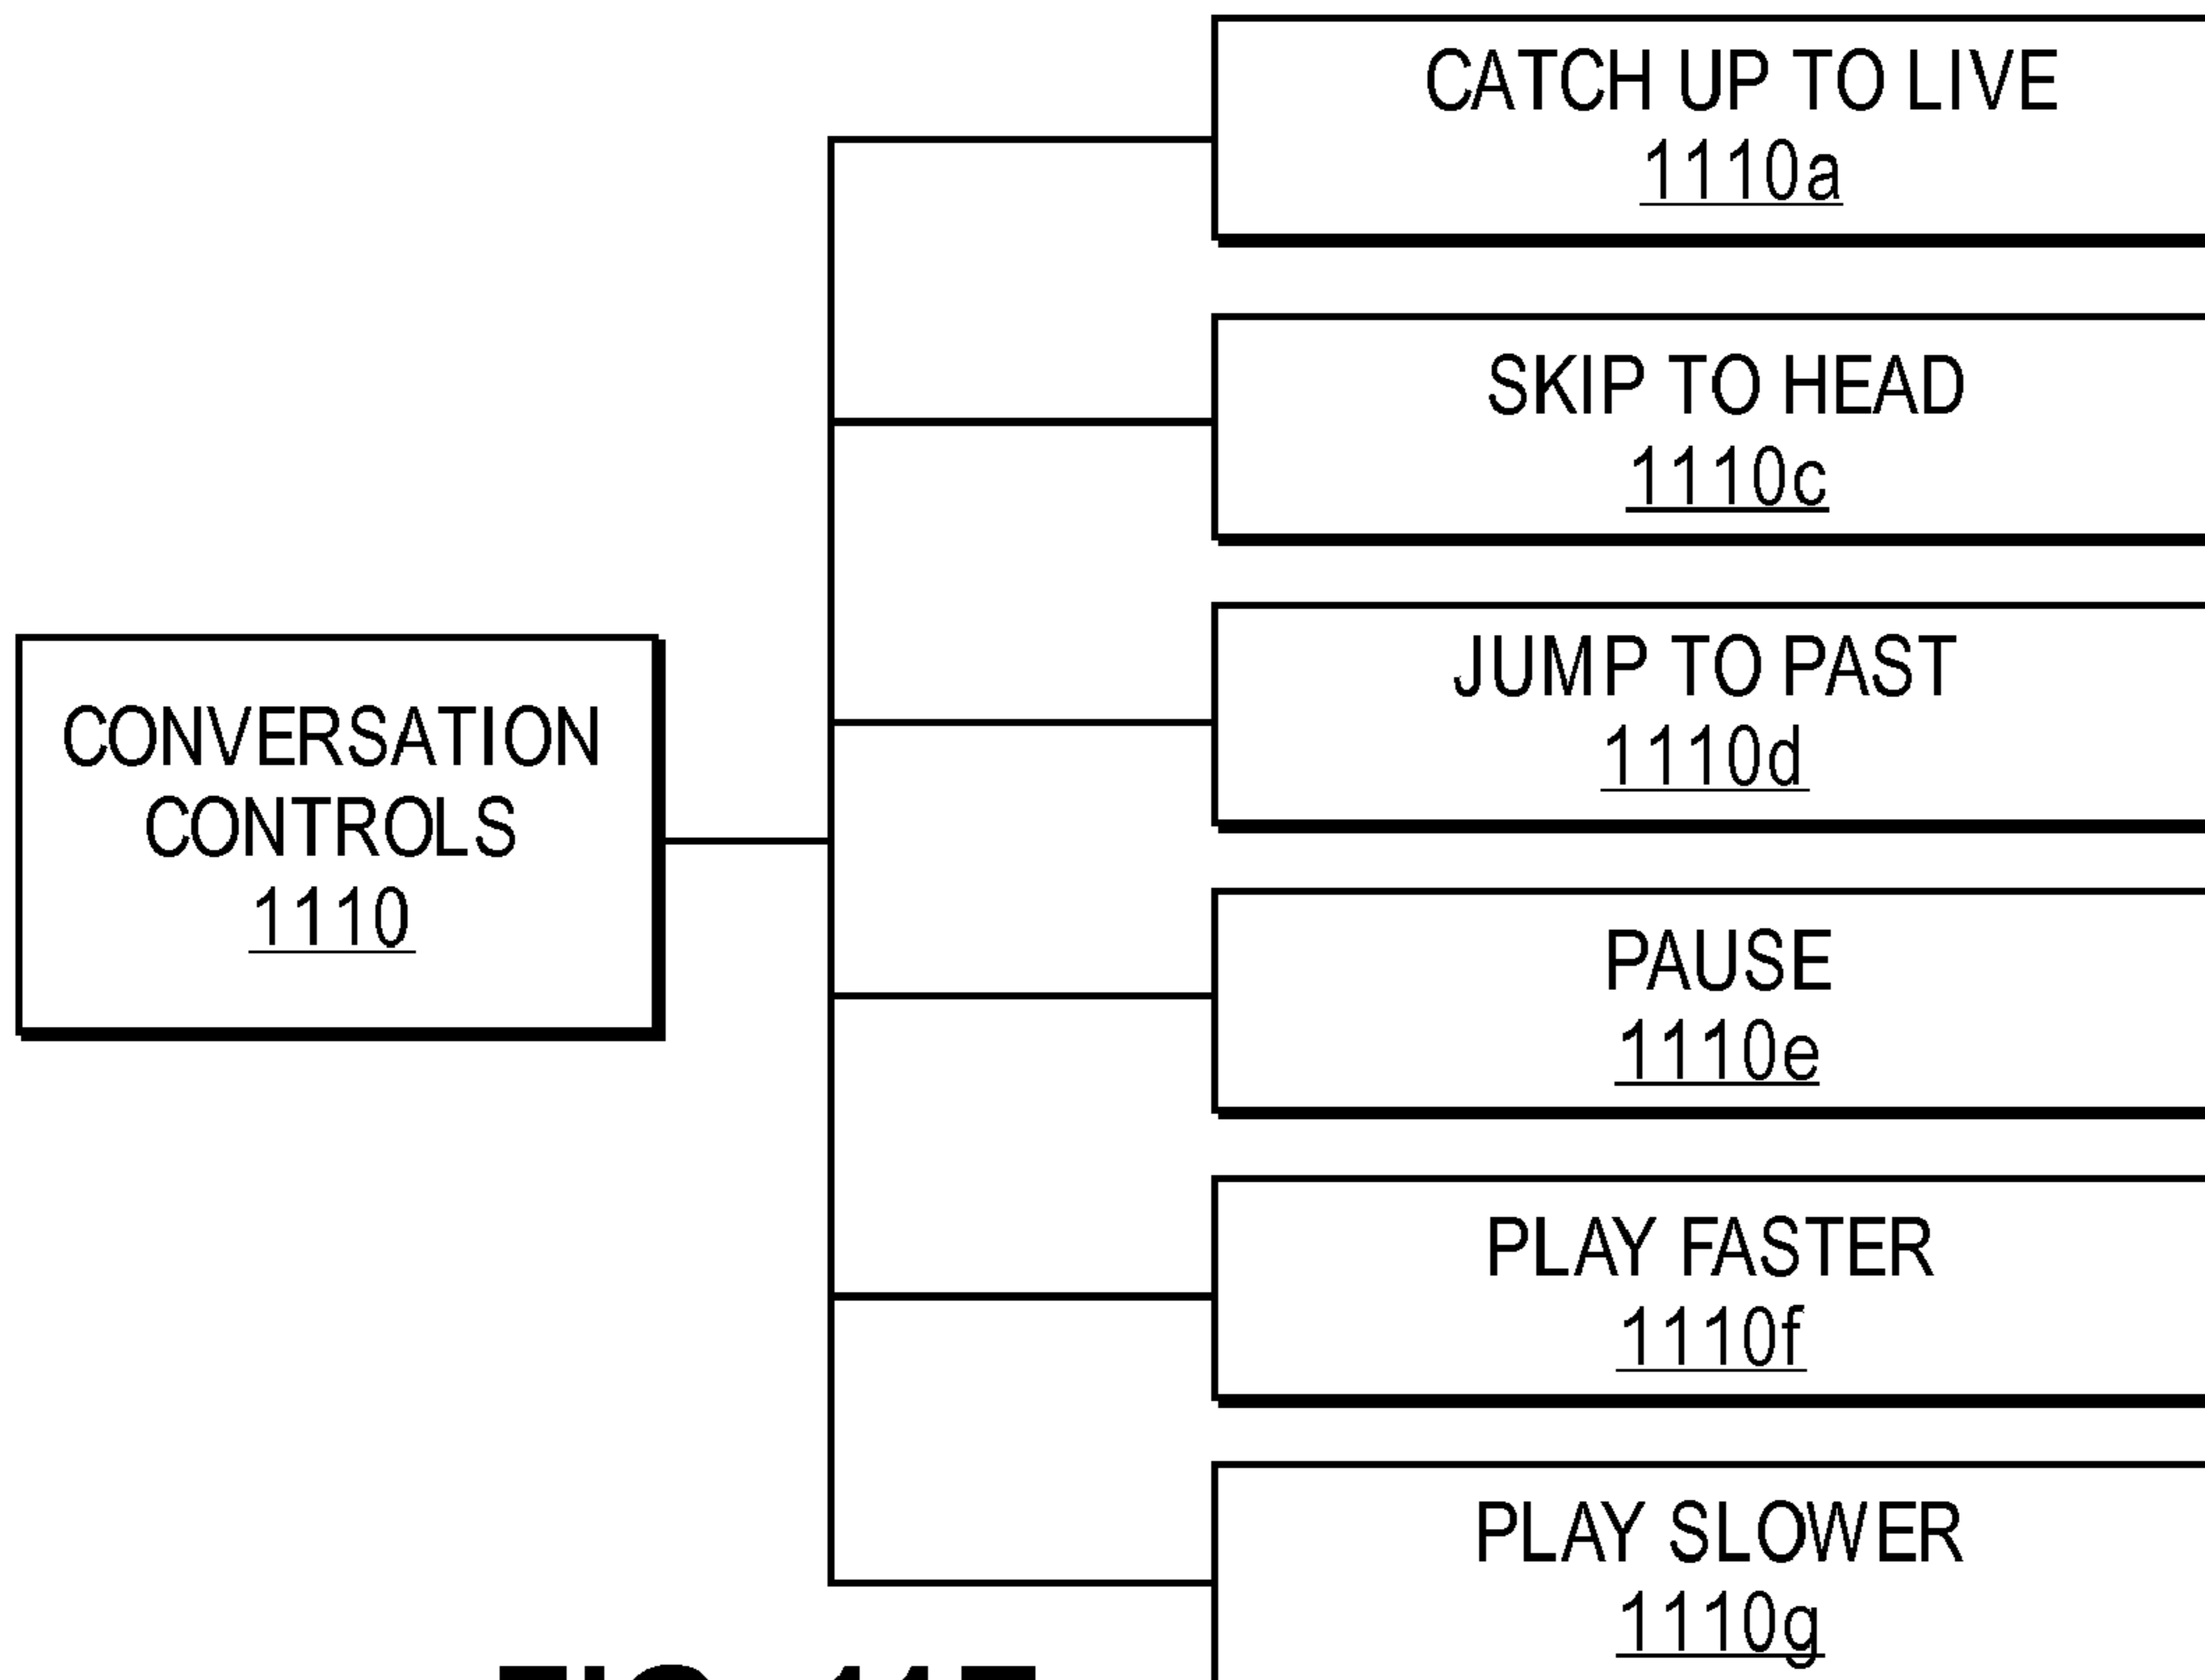 CATCH UP TO LIVE
1110a
SKIP TO HEAD
1110c
JUMP TO PAST
1110d
CONVERSATION
CONTROLS
1110
PAUSE
1110e
PLAY FASTER
1110f
PLAY SLOWER
1110g